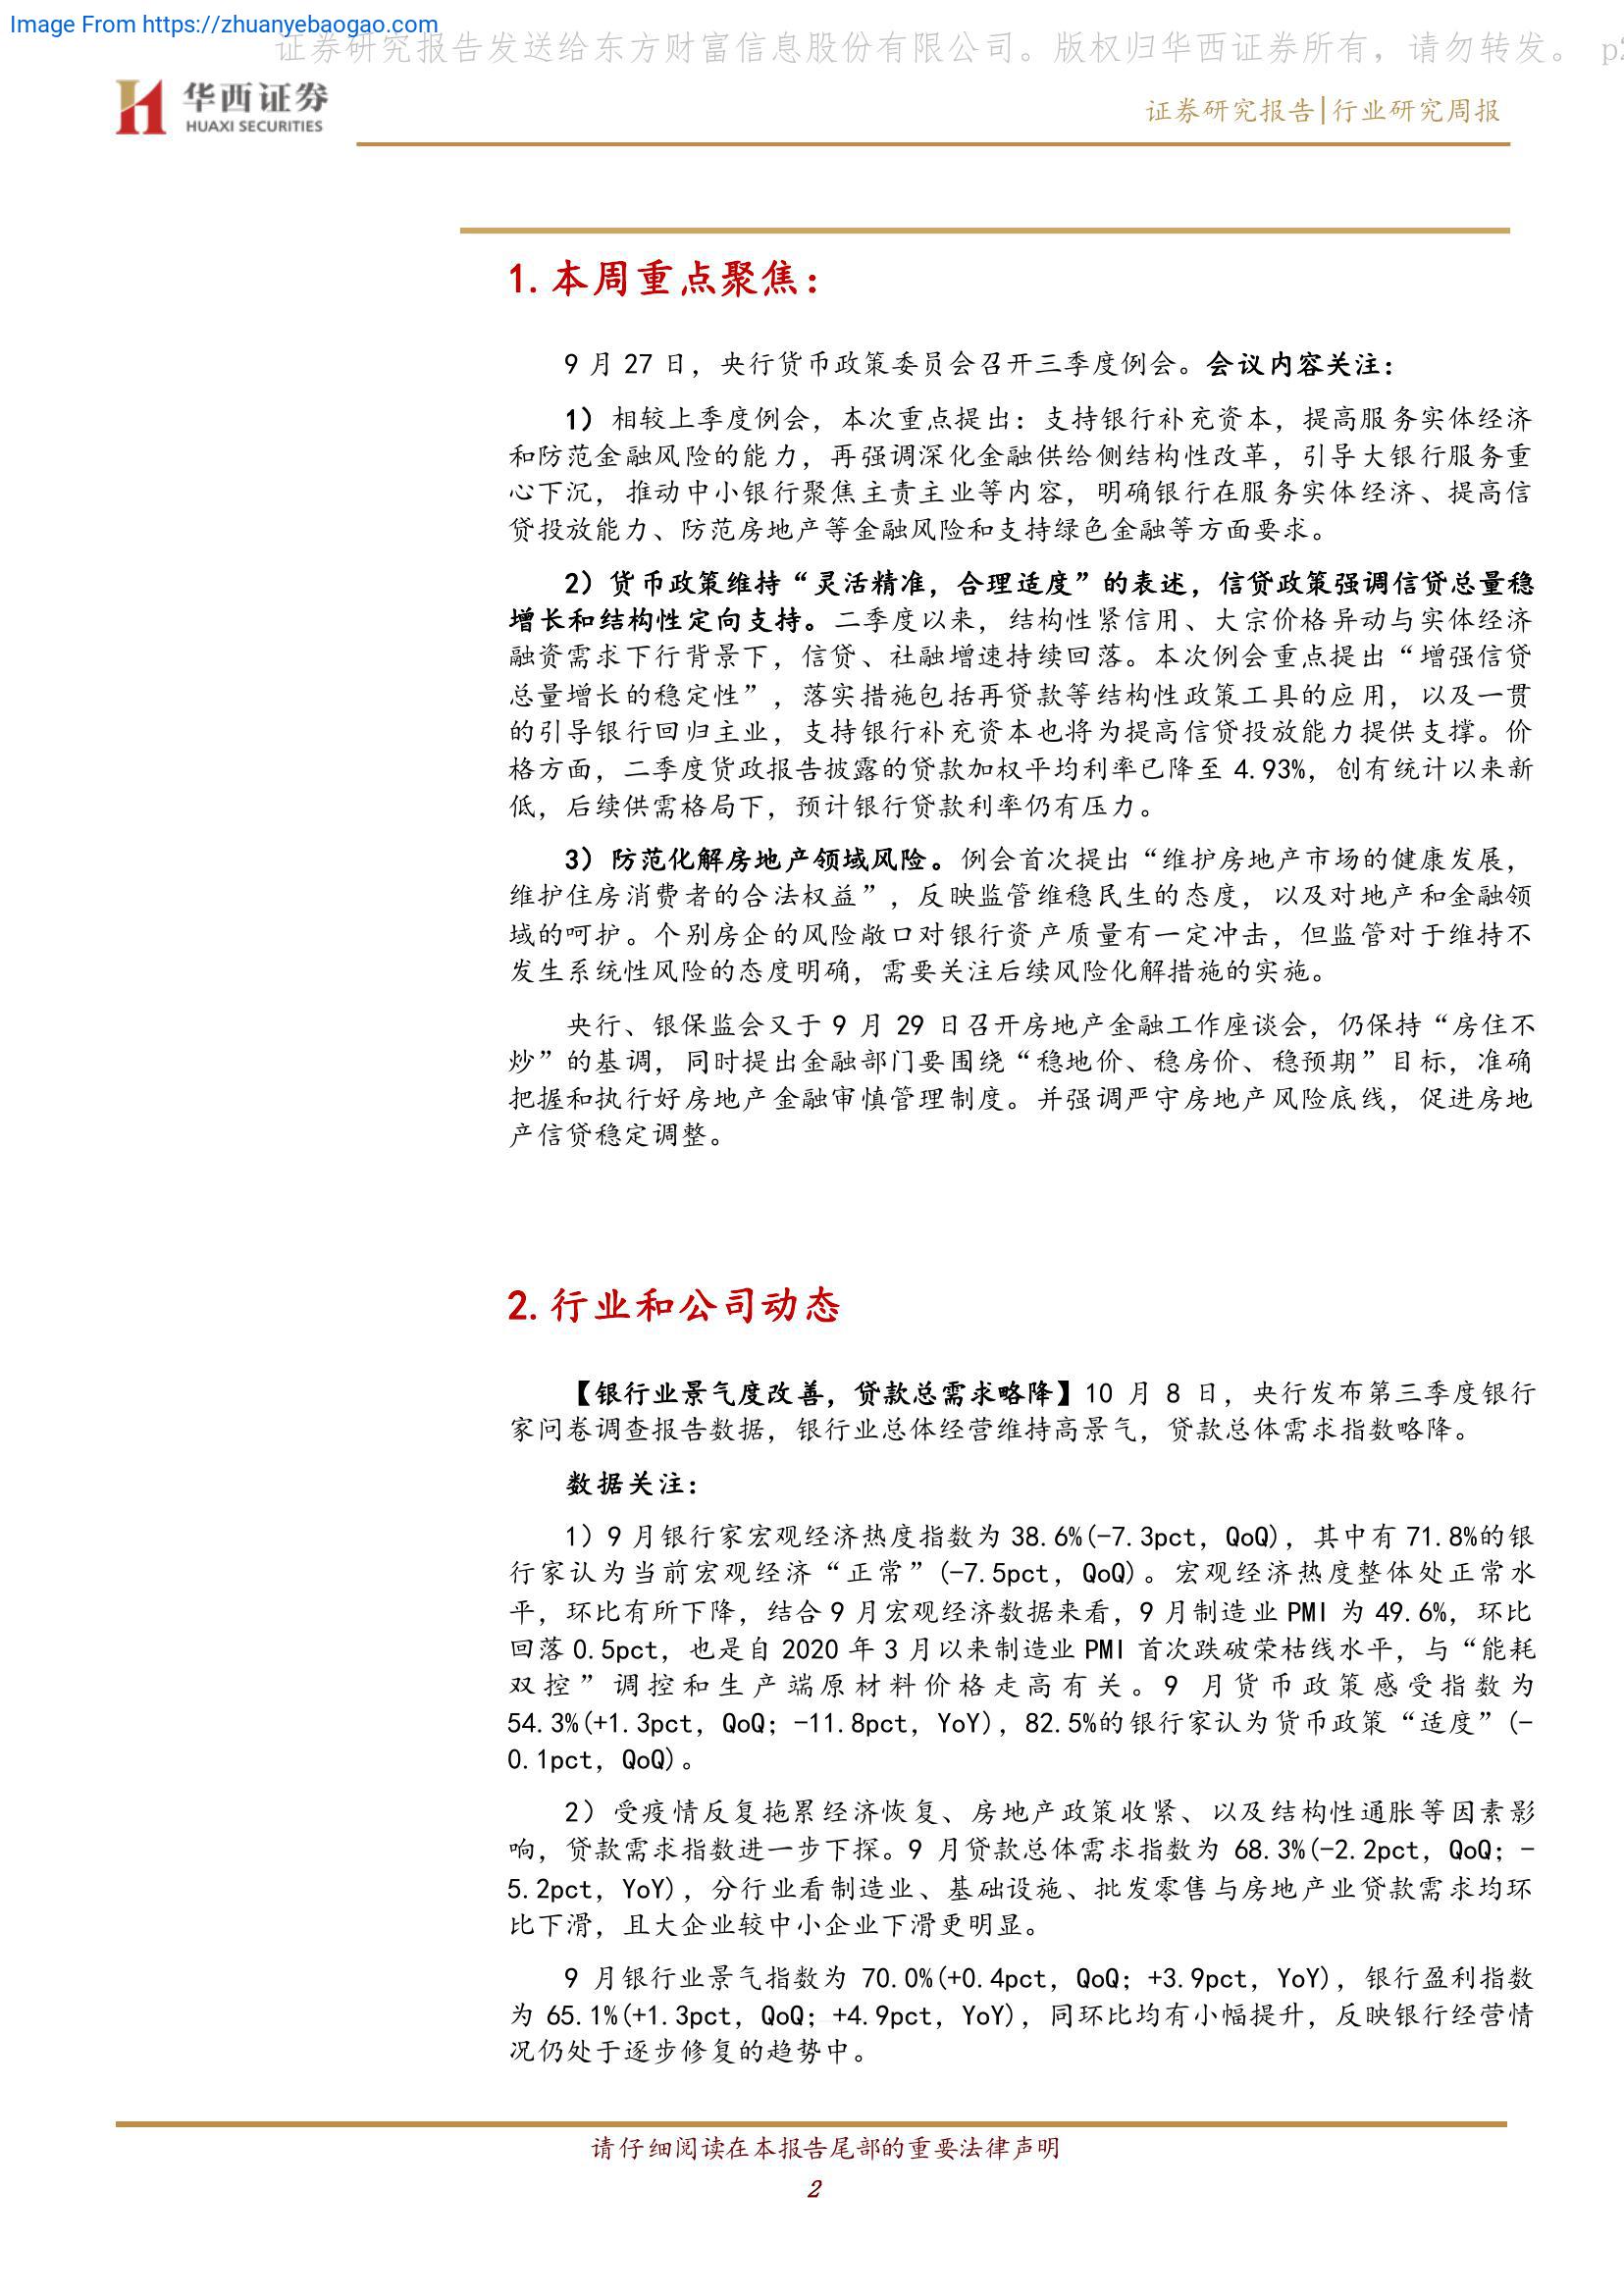 Image From https://zhuanyebaogao.com
证券研究报告发送给东方财富信息股份有限公司。版权归华西证券所有，请勿转发。 p2
华西证券
HUAXI SECURITIES
证券研究报告|行业研究周报
1.本周重点聚焦：
9 月 27 日，央行货币政策委员会召开三季度例会。会议内容关注：
1）相较上季度例会，本次重点提出：支持银行补充资本，提高服务实体经济
和防范金融风险的能力，再强调深化金融供给侧结构性改革，引导大银行服务重
心下沉，推动中小银行聚焦主责主业等内容，明确银行在服务实体经济、提高信
贷投放能力、防范房地产等金融风险和支持绿色金融等方面要求。
2）货币政策维持“灵活精准，合理适度”的表述，信贷政策强调信贷总量稳
增长和结构性定向支持。二季度以来，结构性紧信用、大宗价格异动与实体经济
融资需求下行背景下，信贷、社融增速持续回落。本次例会重点提出“增强信贷
总量增长的稳定性”，落实措施包括再贷款等结构性政策工具的应用，以及一贯
的引导银行回归主业，支持银行补充资本也将为提高信贷投放能力提供支撑。价
格方面，二季度货政报告披露的贷款加权平均利率已降至 4.93%，创有统计以来新
低，后续供需格局下，预计银行贷款利率仍有压力。
3）防范化解房地产领域风险。例会首次提出“维护房地产市场的健康发展，
维护住房消费者的合法权益”，反映监管维稳民生的态度，以及对地产和金融领
域的呵护。个别房企的风险敞口对银行资产质量有一定冲击，但监管对于维持不
发生系统性风险的态度明确，需要关注后续风险化解措施的实施。
央行、银保监会又于 9 月 29 日召开房地产金融工作座谈会，仍保持“房住不
炒”的基调，同时提出金融部门要围绕“稳地价、稳房价、稳预期”目标，准确
把握和执行好房地产金融审慎管理制度。并强调严守房地产风险底线，促进房地
产信贷稳定调整。
2.行业和公司动态
【银行业景气度改善，贷款总需求略降】10 月 8 日，央行发布第三季度银行
家问卷调查报告数据，银行业总体经营维持高景气，贷款总体需求指数略降。
数据关注：
1）9 月银行家宏观经济热度指数为 38.6%(-7.3pct, QoQ)，其中有 71.8%的银
行家认为当前宏观经济“正常”(-7.5pct, QoQ)。宏观经济热度整体处正常水
平，环比有所下降，结合 9 月宏观经济数据来看，9 月制造业 PMI 为 49.6%，环比
回落 0.5pct，也是自 2020 年 3 月以来制造业 PMI 首次跌破荣枯线水平，与“能耗
双控”调控和生产端原材料价格走高有关。9 月货币政策感受指数为
54.3%(+1.3pct, QoQ; -11.8pct, YoY)，82.5%的银行家认为货币政策“适度”(-
0.1pct, QoQ)。
2）受疫情反复拖累经济恢复、房地产政策收紧、以及结构性通胀等因素影
响，贷款需求指数进一步下探。9 月贷款总体需求指数为 68.3%(-2.2pct, QoQ; -
5.2pct, YoY)，分行业看制造业、基础设施、批发零售与房地产业贷款需求均环
比下滑，且大企业较中小企业下滑更明显。
9 月银行业景气指数为 70.0%(+0.4pct, QoQ; +3.9pct, YoY)，银行盈利指数
为 65.1%(+1.3pct, QoQ; +4.9pct, YoY)，同环比均有小幅提升，反映银行经营情
况仍处于逐步修复的趋势中。
请仔细阅读在本报告尾部的重要法律声明
2